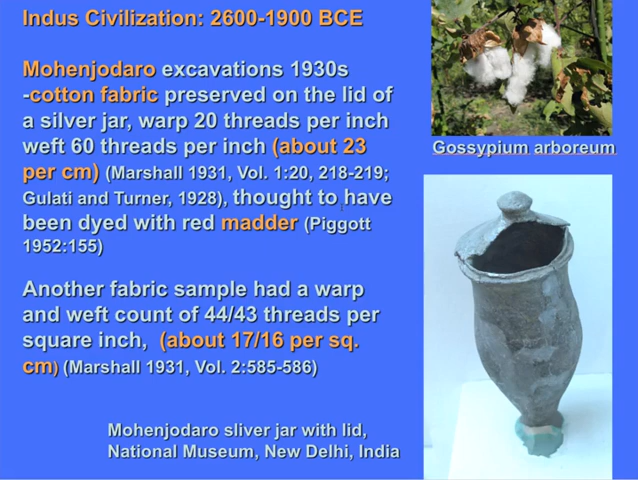 Indus Civilization: 2600-1900 BCE
Mohenjodaro excavations 1930s
-cotton fabric preserved on the lid of
a silver jar, warp 20 threads per inch
weft 60 threads per inch (about 23
per cm) (Marshall 1931, Vol. 1:20, 218-219;
Gulati and Turner, 1928), thought to have
been dyed with red madder (Piggott
1952:155)
Another fabric sample had a warp
and weft count of 44/43 threads per
square inch, (about 17/16 per sq.
cm) (Marshall 1931, Vol. 2:585-586)
Gossypium arboreum
Mohenjodaro sliver jar with lid,
National Museum, New Delhi, India